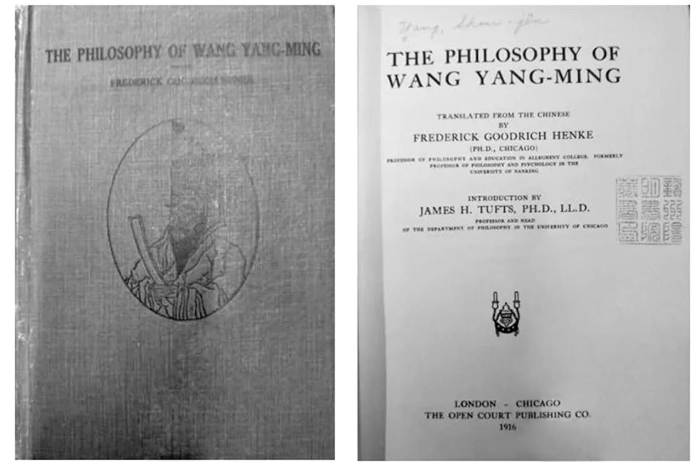 THE PHILOSOPHY OF WANG YANG-MING
FREDERICK GOODRICH HENKE
Wang, Shou-jên
THE PHILOSOPHY OF
WANG YANG-MING
TRANSLATED FROM THE CHINESE
BY
FREDERICK GOODRICH HENKE
(PH.D., CHICAGO)
PROFESSOR OF PHILOSOPHY AND EDUCATION IN ALLEGHENY COLLEGE. FORMERLY
PROFESSOR OF PHILOSOPHY AND PSYCHOLOGY IN THE
UNIVERSITY OF NANKING
INTRODUCTION BY
JAMES H. TUFTS, PH.D., LL.D.
PROFESSOR AND HEAD
OF THE DEPARTMENT OF PHILOSOPHY IN THE UNIVERSITY OF CHICAGO
LONDON - CHICAGO
THE OPEN COURT PUBLISHING CO.
1916